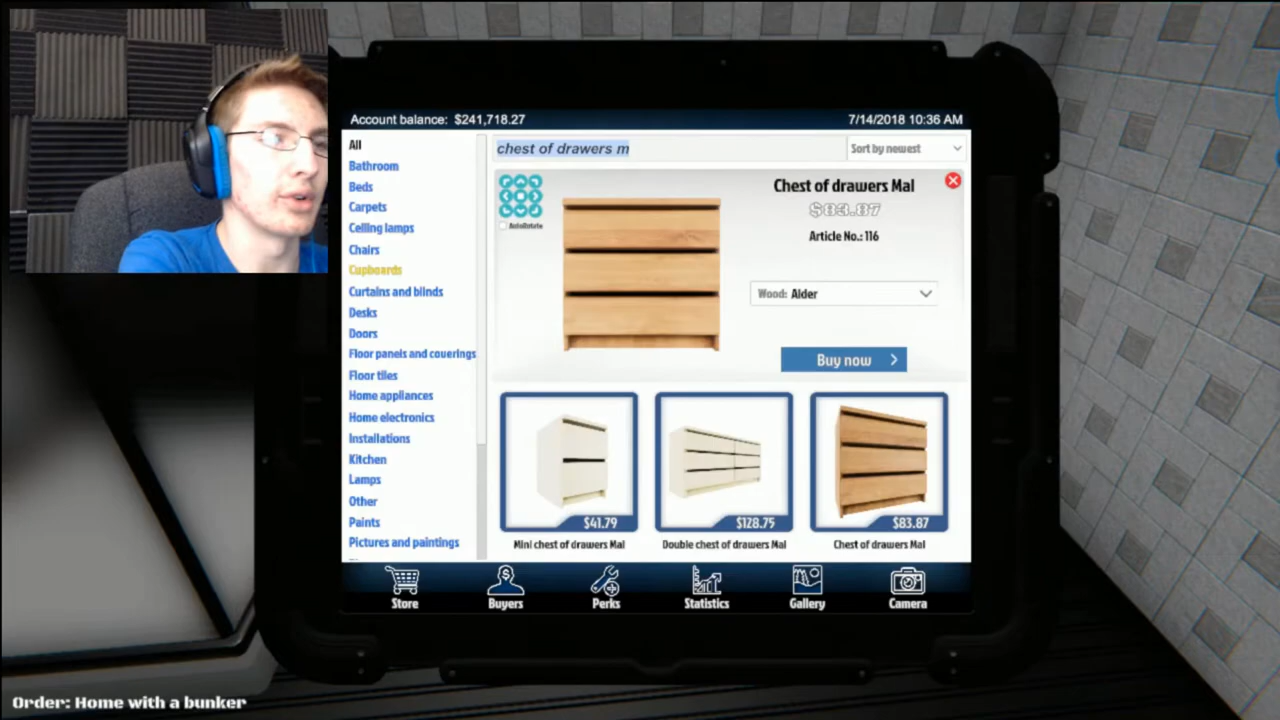 Account balance: $241,718.27
7/14/2018 10:36 AM
All
Bathroom
Beds
Carpets
Ceiling lamps
Chairs
Cupboards
Curtains and blinds
Desks
Doors
Floor panels and coverings
Floor tiles
Home appliances
Home electronics
Installations
Kitchen
Lamps
Other
Paints
Pictures and paintings
chest of drawers m
Sort by newest
AutoRotate
Chest of drawers Mal
$83.87
Article No.: 116
Wood: Alder
Buy now
$41.79
$128.75
$83.87
Mini chest of drawers Mal
Double chest of drawers Mal
Chest of drawers Mal
Store
Buyers
Perks
Statistics
Gallery
Camera
Order: Home with a bunker